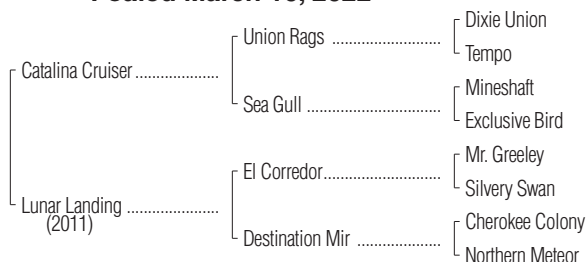 Foaled March 2022
Dixie Union
Union Rags
Tempo
Catalina Cruiser
Mineshaft
Sea Gull
Exclusive Bird
Mr. Greeley
El Corredor
Silvery Swan
Lunar Landing
(2011)
Cherokee Colony
Destination Mir
Northern Meteor